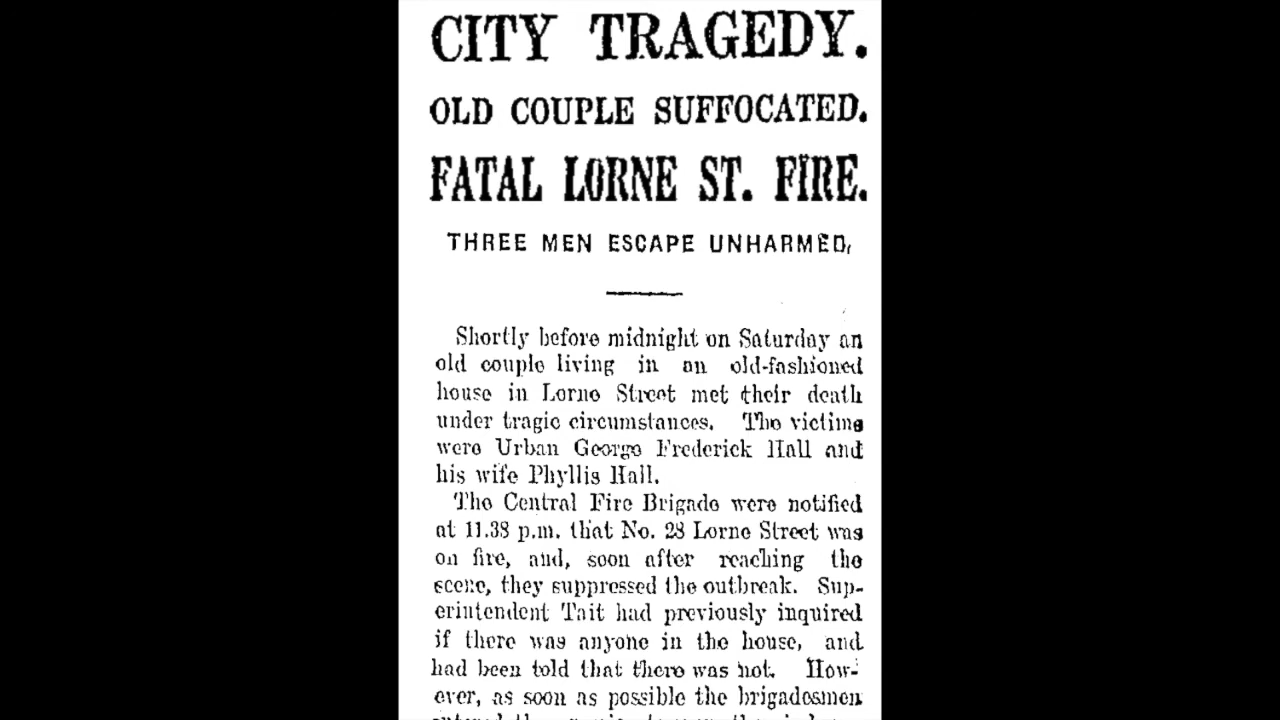 CITY TRAGEDY.
OLD COUPLE SUFFOCATED.
FATAL LORNE ST. FIRE.
THREE MEN ESCAPE UNHARMED,
Shortly before midnight on Saturday an
old couple living in an old-fashioned
house in Lorne Street met their death
under tragic circumstances. The victims
were Urban George Frederick Hall and
his wife Phyllis Hall.
The Central Fire Brigade were notified
at 11.38 p.m. that No. 28 Lorne Street was
on fire, and, soon after reaching the
scene, they suppressed the outbreak. Sup-
erintendent Tait had previously inquired
if there was anyone in the house, and
had been told that there was not. How-
ever, as soon as possible the brigadesmen